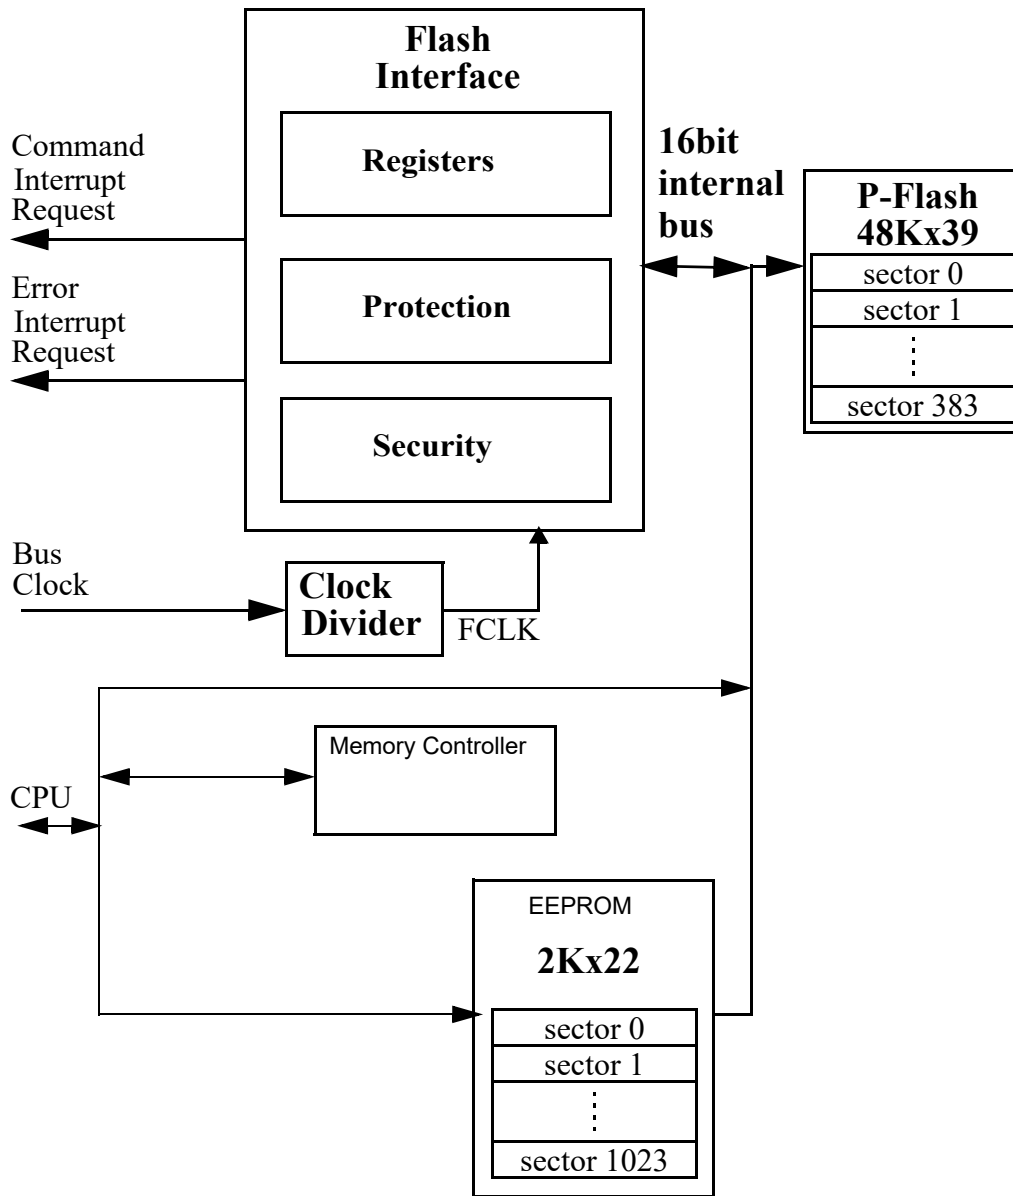 Flash
Interface
Registers
Protection
Security
Command
Interrupt
Request
Error
Interrupt
Request
16bit
internal
bus
P-Flash
48Kx39
sector 0
sector 1
sector 383
Bus
Clock
Clock
Divider
FCLK
Memory Controller
CPU
EEPROM
2Kx22
sector 0
sector 1
sector 1023